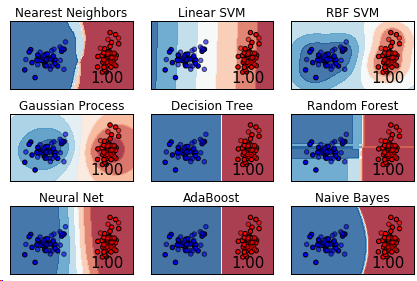 Nearest Neighbors
Linear SVM
RBF SVM
1.00
1.00
1.00
Gaussian Process
Decision Tree
Random Forest
1.00
1.00
1.00
Neural Net
AdaBoost
Naive Bayes
1.00
1.00
1.00